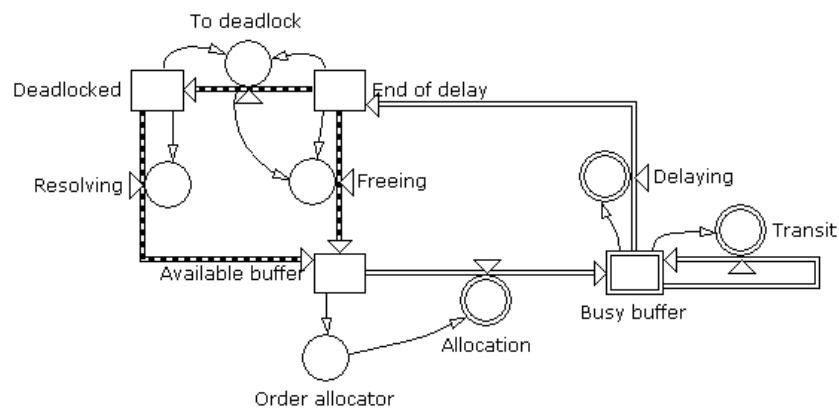 To deadlock
Deadlocked
End of delay
Resolving
Freeing
Delaying
Transit
Available buffer
Busy buffer
Allocation
Order allocator